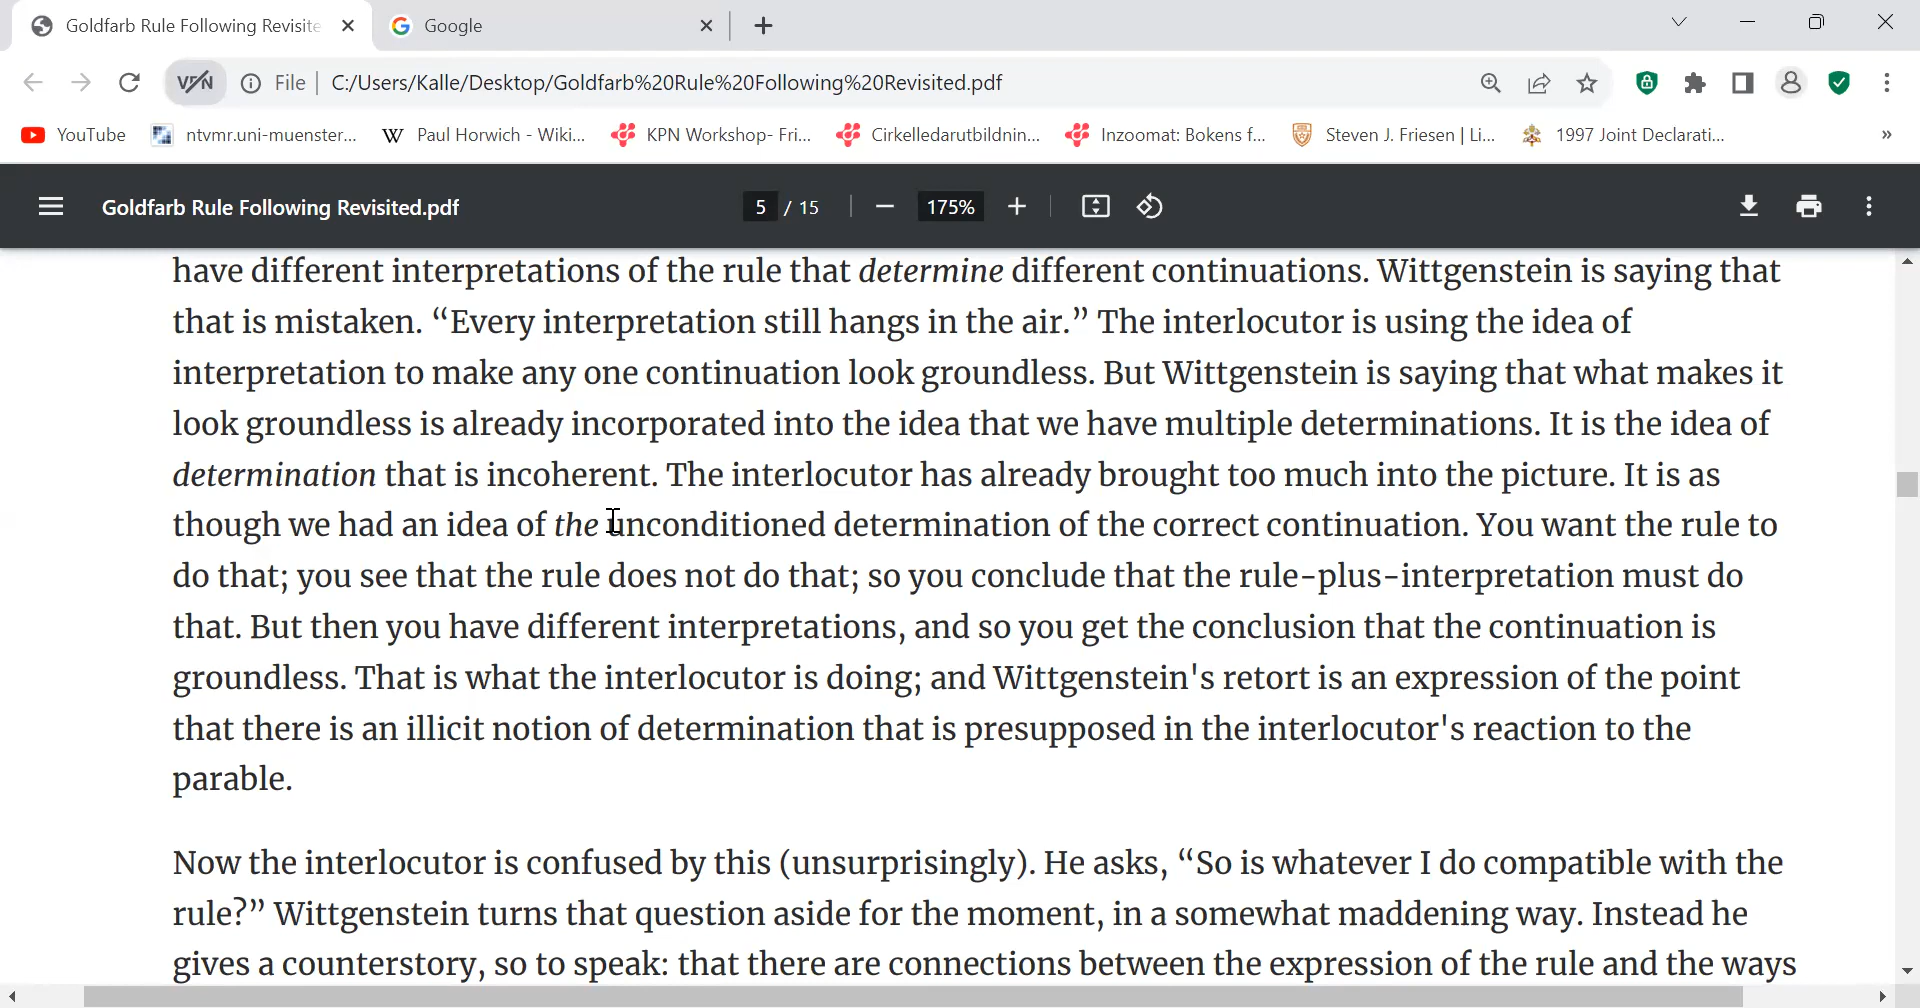 Goldfarb Rule Following Revisite
Google
VPN
File
C:/Users/Kalle/Desktop/Goldfarb%20Rule%20Following%20Revisited.pdf
YouTube
ntvmr.uni-muenster...
W Paul Horwich - Wiki...
KPN Workshop- Fri...
Cirkelledarutbildnin...
Inzoomat: Bokens f...
Steven J. Friesen | Li...
1997 Joint Declarati...
»
Goldfarb Rule Following Revisited.pdf
5 / 15
175%
have different interpretations of the rule that determine different continuations. Wittgenstein is saying that
that is mistaken. “Every interpretation still hangs in the air.” The interlocutor is using the idea of
interpretation to make any one continuation look groundless. But Wittgenstein is saying that what makes it
look groundless is already incorporated into the idea that we have multiple determinations. It is the idea of
determination that is incoherent. The interlocutor has already brought too much into the picture. It is as
though we had an idea of the unconditioned determination of the correct continuation. You want the rule to
do that; you see that the rule does not do that; so you conclude that the rule-plus-interpretation must do
that. But then you have different interpretations, and so you get the conclusion that the continuation is
groundless. That is what the interlocutor is doing; and Wittgenstein's retort is an expression of the point
that there is an illicit notion of determination that is presupposed in the interlocutor's reaction to the
parable.
Now the interlocutor is confused by this (unsurprisingly). He asks, “So is whatever I do compatible with the
rule?” Wittgenstein turns that question aside for the moment, in a somewhat maddening way. Instead he
gives a counterstory, so to speak: that there are connections between the expression of the rule and the ways